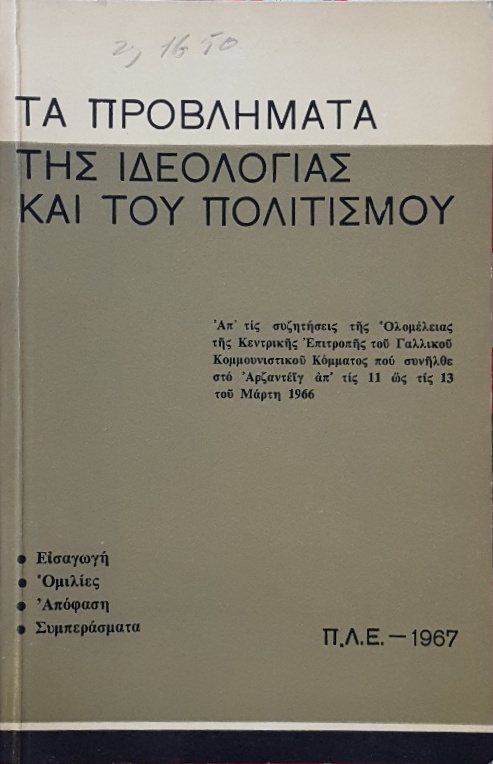 2, 1650
ΤΑ ΠΡΟΒΛΗΜΑΤΑ
ΤΗΣ ΙΔΕΟΛΟΓΙΑΣ
ΚΑΙ ΤΟΥ ΠΟΛΙΤΙΣΜΟΥ
Ἀπ' τίς συζητήσεις τῆς Ὁλομέλειας
τῆς Κεντρικῆς Ἐπιτροπῆς τοῦ Γαλλικοῦ
Κομμουνιστικοῦ Κόμματος πού συνῆλθε
στό Ἀρζαντέϊγ ἀπ' τίς 11 ὥς τίς 13
τοῦ Μάρτη 1966
● Εἰσαγωγή
● Ὁμιλίες
● Ἀπόφαση
● Συμπεράσματα
Π.Λ.Ε. — 1967